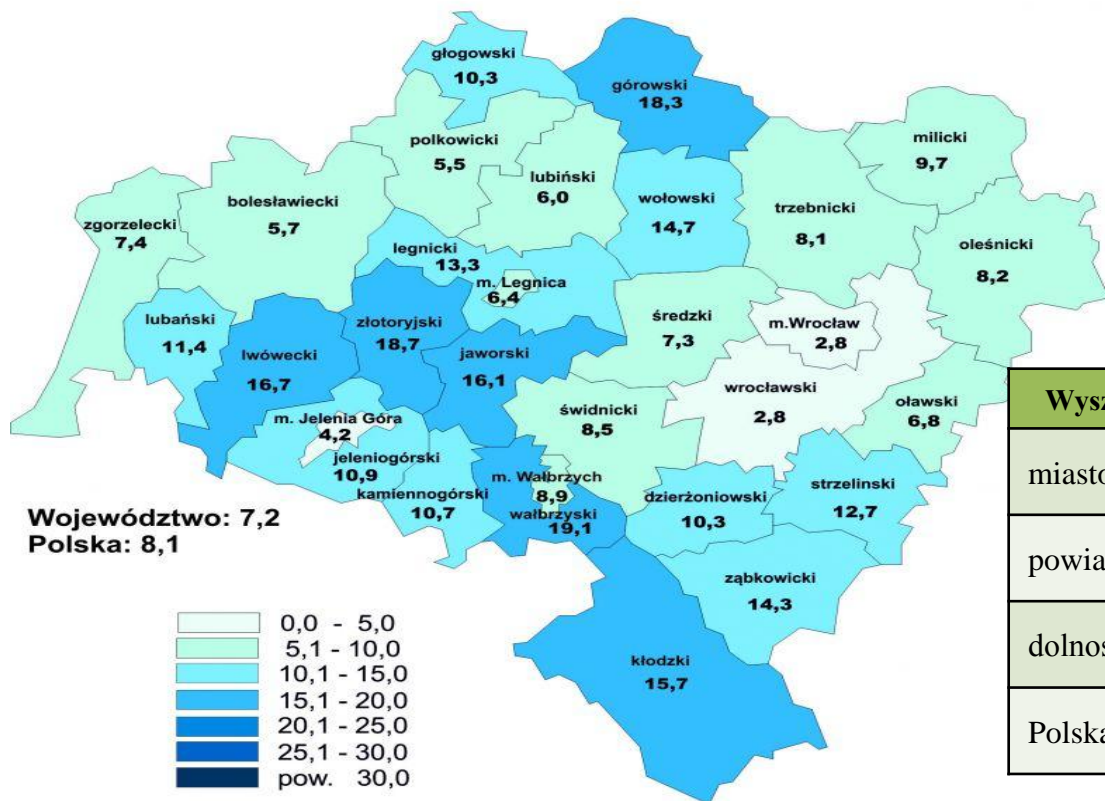 głogowski
10,3
górowski
18,3
polkowicki
5,5
lubiński
6,0
milicki
9,7
zgorzelecki
7,4
bolesławiecki
5,7
wołowski
14,7
trzebnicki
8,1
oleśnicki
8,2
legnicki
13,3
m. Legnica
6,4
lubański
11,4
lwówecki
16,7
złotoryjski
18,7
jaworski
16,1
średzki
7,3
m.Wrocław
2,8
wrocławski
2,8
oławski
6,8
m. Jelenia Góra
4,2
jeleniogórski
10,9
świdnicki
8,5
kamiennogórski
10,7
m. Wałbrzych
8,9
wałbrzyski
19,1
dzierżoniowski
10,3
strzelinski
12,7
ząbkowicki
14,3
kłodzki
15,7
Województwo: 7,2
Polska: 8,1
0,0 - 5,0
5,1 - 10,0
10,1 - 15,0
15,1 - 20,0
20,1 - 25,0
25,1 - 30,0
pow. 30,0
Wysz
miasto
powia
dolnoś
Polska